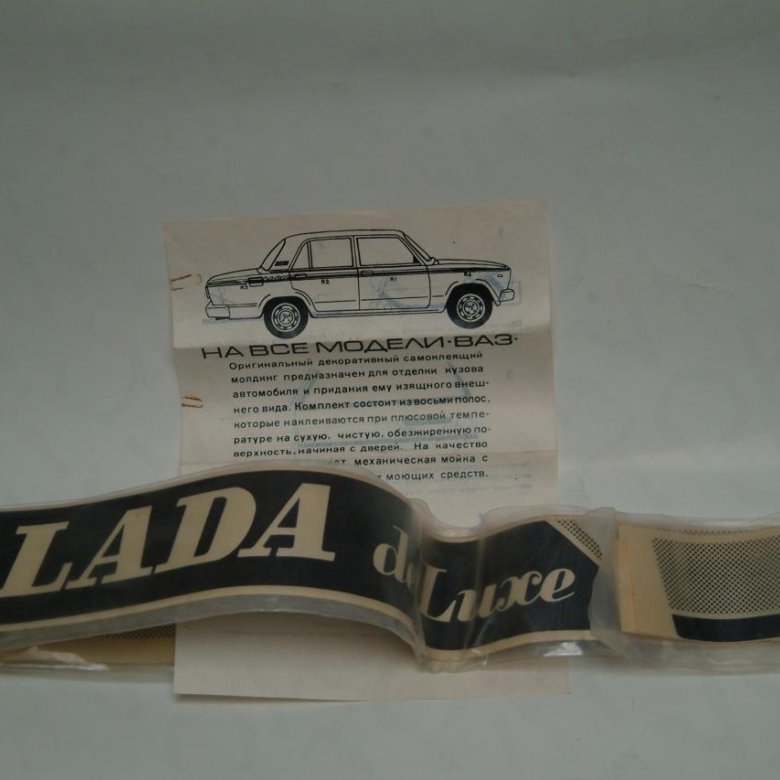 НА ВСЕ МОДЕЛИ·ВАЗ·
Оригинальный декоративный самоклеящий
молдинг предназначен для отделки кузова
автомобиля и придания ему изящного внеш-
него вида. Комплект состоит из восьми полос,
которые наклеиваются при плюсовой темпе-
ратуре на сухую, чистую, обезжиренную по-
верхность, начиная с дверей. На качество
механическая мойка с
моющих средств.
LADA de Luxe